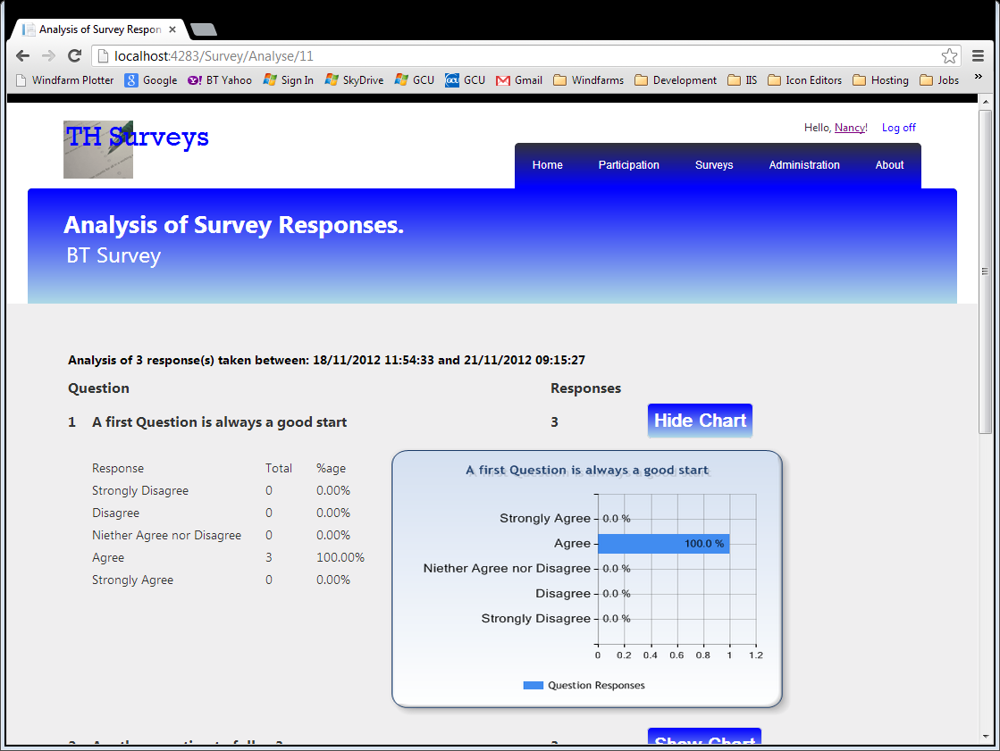 Analysis of Survey Respon
localhost:4283/Survey/Analyse/11
Windfarm Plotter Google BT Yahoo Sign In SkyDrive GCU GCU Gmail Windfarms Development IIS Icon Editors Hosting Jobs »
TH Surveys
Hello, Nancy! Log off
Home Participation Surveys Administration About
Analysis of Survey Responses.
BT Survey
Analysis of 3 response(s) taken between: 18/11/2012 11:54:33 and 21/11/2012 09:15:27
Question Responses
1 A first Question is always a good start 3 Hide Chart
Response Total %age
Strongly Disagree 0 0.00%
Disagree 0 0.00%
Niether Agree nor Disagree 0 0.00%
Agree 3 100.00%
Strongly Agree 0 0.00%
A first Question is always a good start
Strongly Agree 0.0 %
Agree 100.0 %
Niether Agree nor Disagree 0.0 %
Disagree 0.0 %
Strongly Disagree 0.0 %
0 0.2 0.4 0.6 0.8 1 1.2
Question Responses
Show Chart